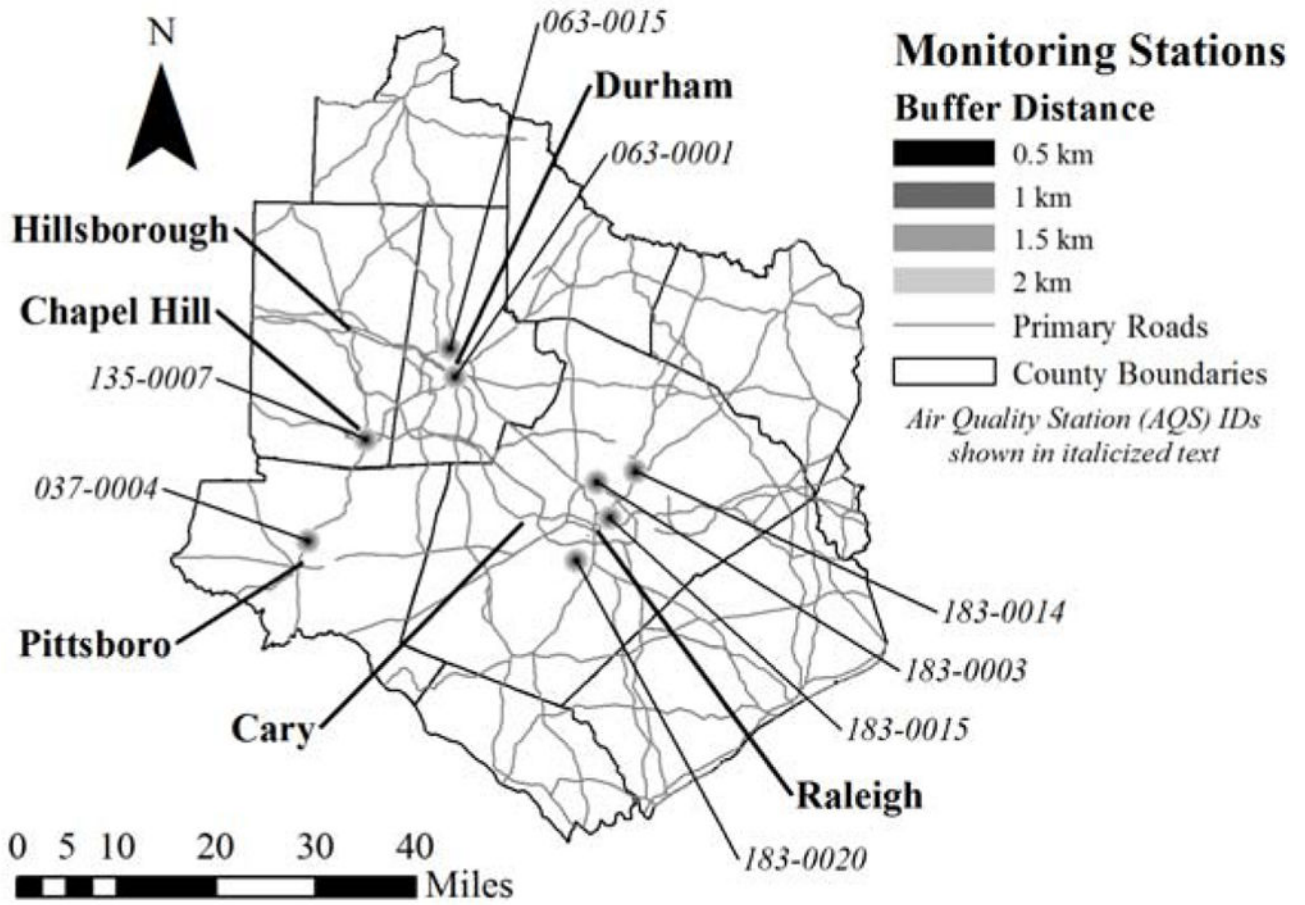 N
063-0015
Durham
063-0001
Hillsborough
Chapel Hill
135-0007
037-0004
Pittsboro
Cary
183-0014
183-0003
183-0015
Raleigh
183-0020
0 5 10 20 30 40
Miles
Monitoring Stations
Buffer Distance
0.5 km
1 km
1.5 km
2 km
Primary Roads
County Boundaries
Air Quality Station (AQS) IDs
shown in italicized text